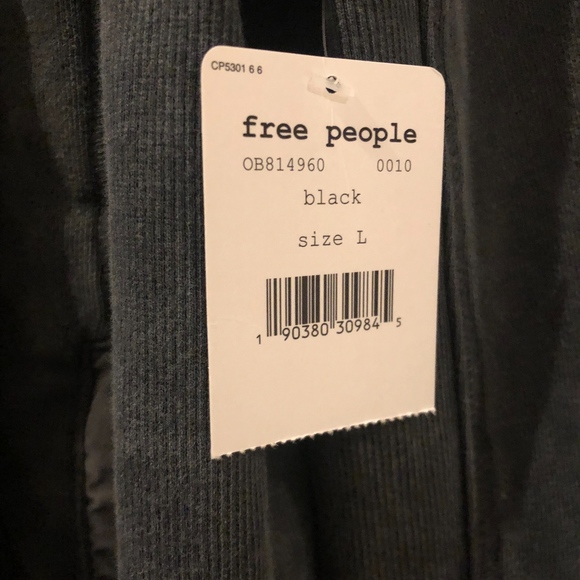 CP5301 6 6
free people
OB814960 0010
black
size L
1 90380 30984 5